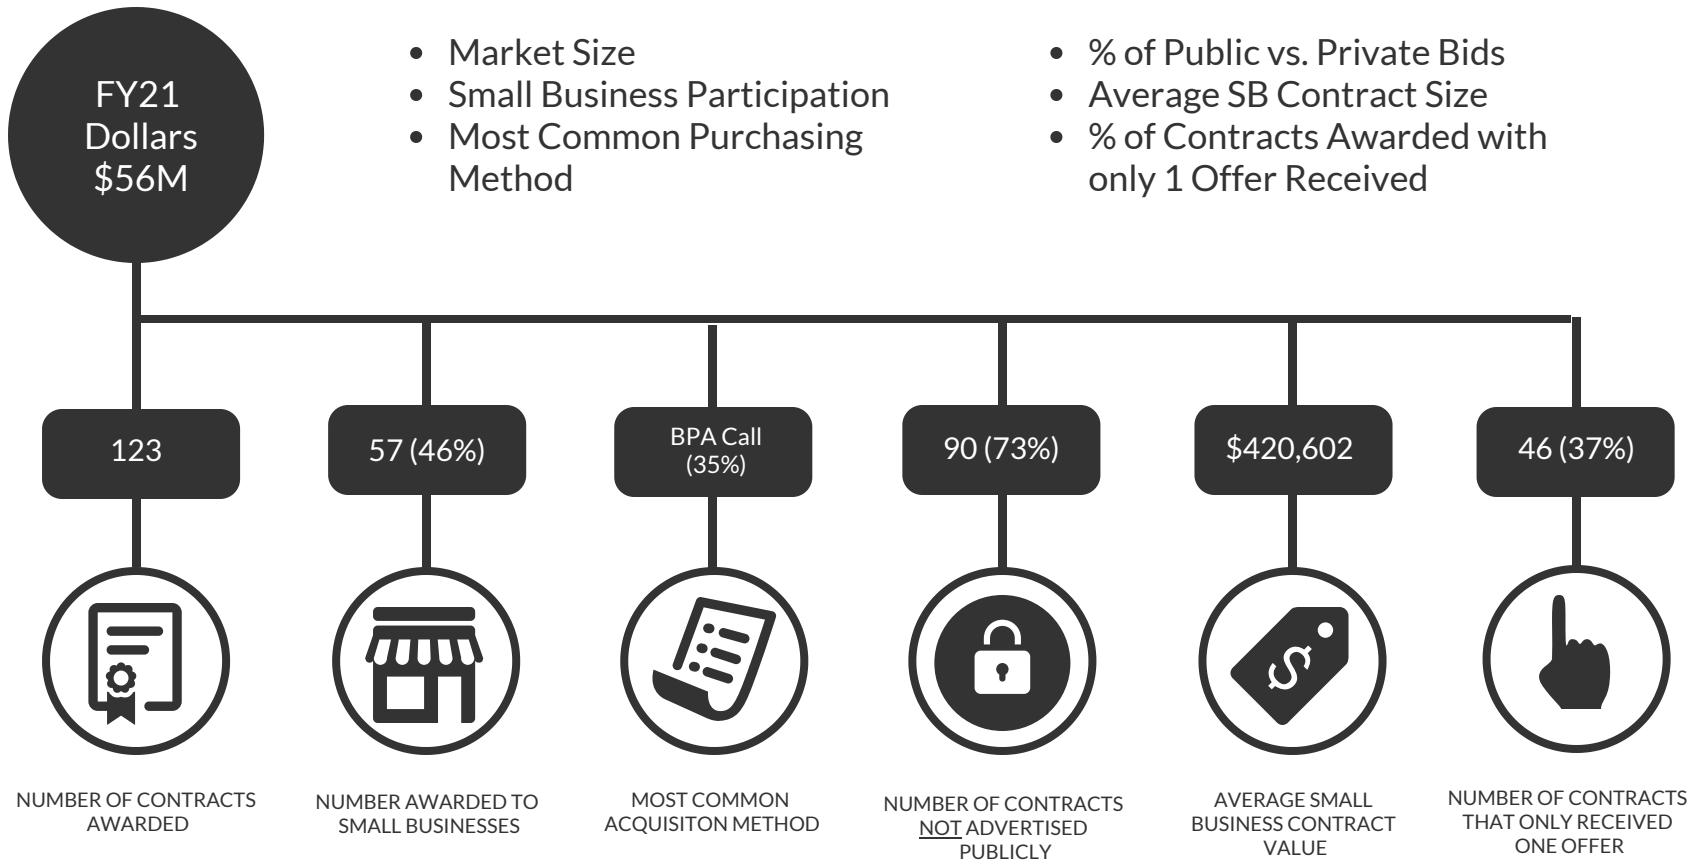 FY21
Dollars
$56M
• Market Size
• Small Business Participation
• Most Common Purchasing
Method
• % of Public vs. Private Bids
• Average SB Contract Size
• % of Contracts Awarded with
only 1 Offer Received
123
57 (46%)
BPA Call
(35%)
90 (73%)
$420,602
46 (37%)
$
NUMBER OF CONTRACTS
AWARDED
NUMBER AWARDED TO
SMALL BUSINESSES
MOST COMMON
ACQUISITON METHOD
NUMBER OF CONTRACTS
NOT ADVERTISED
PUBLICLY
AVERAGE SMALL
BUSINESS CONTRACT
VALUE
NUMBER OF CONTRACTS
THAT ONLY RECEIVED
ONE OFFER